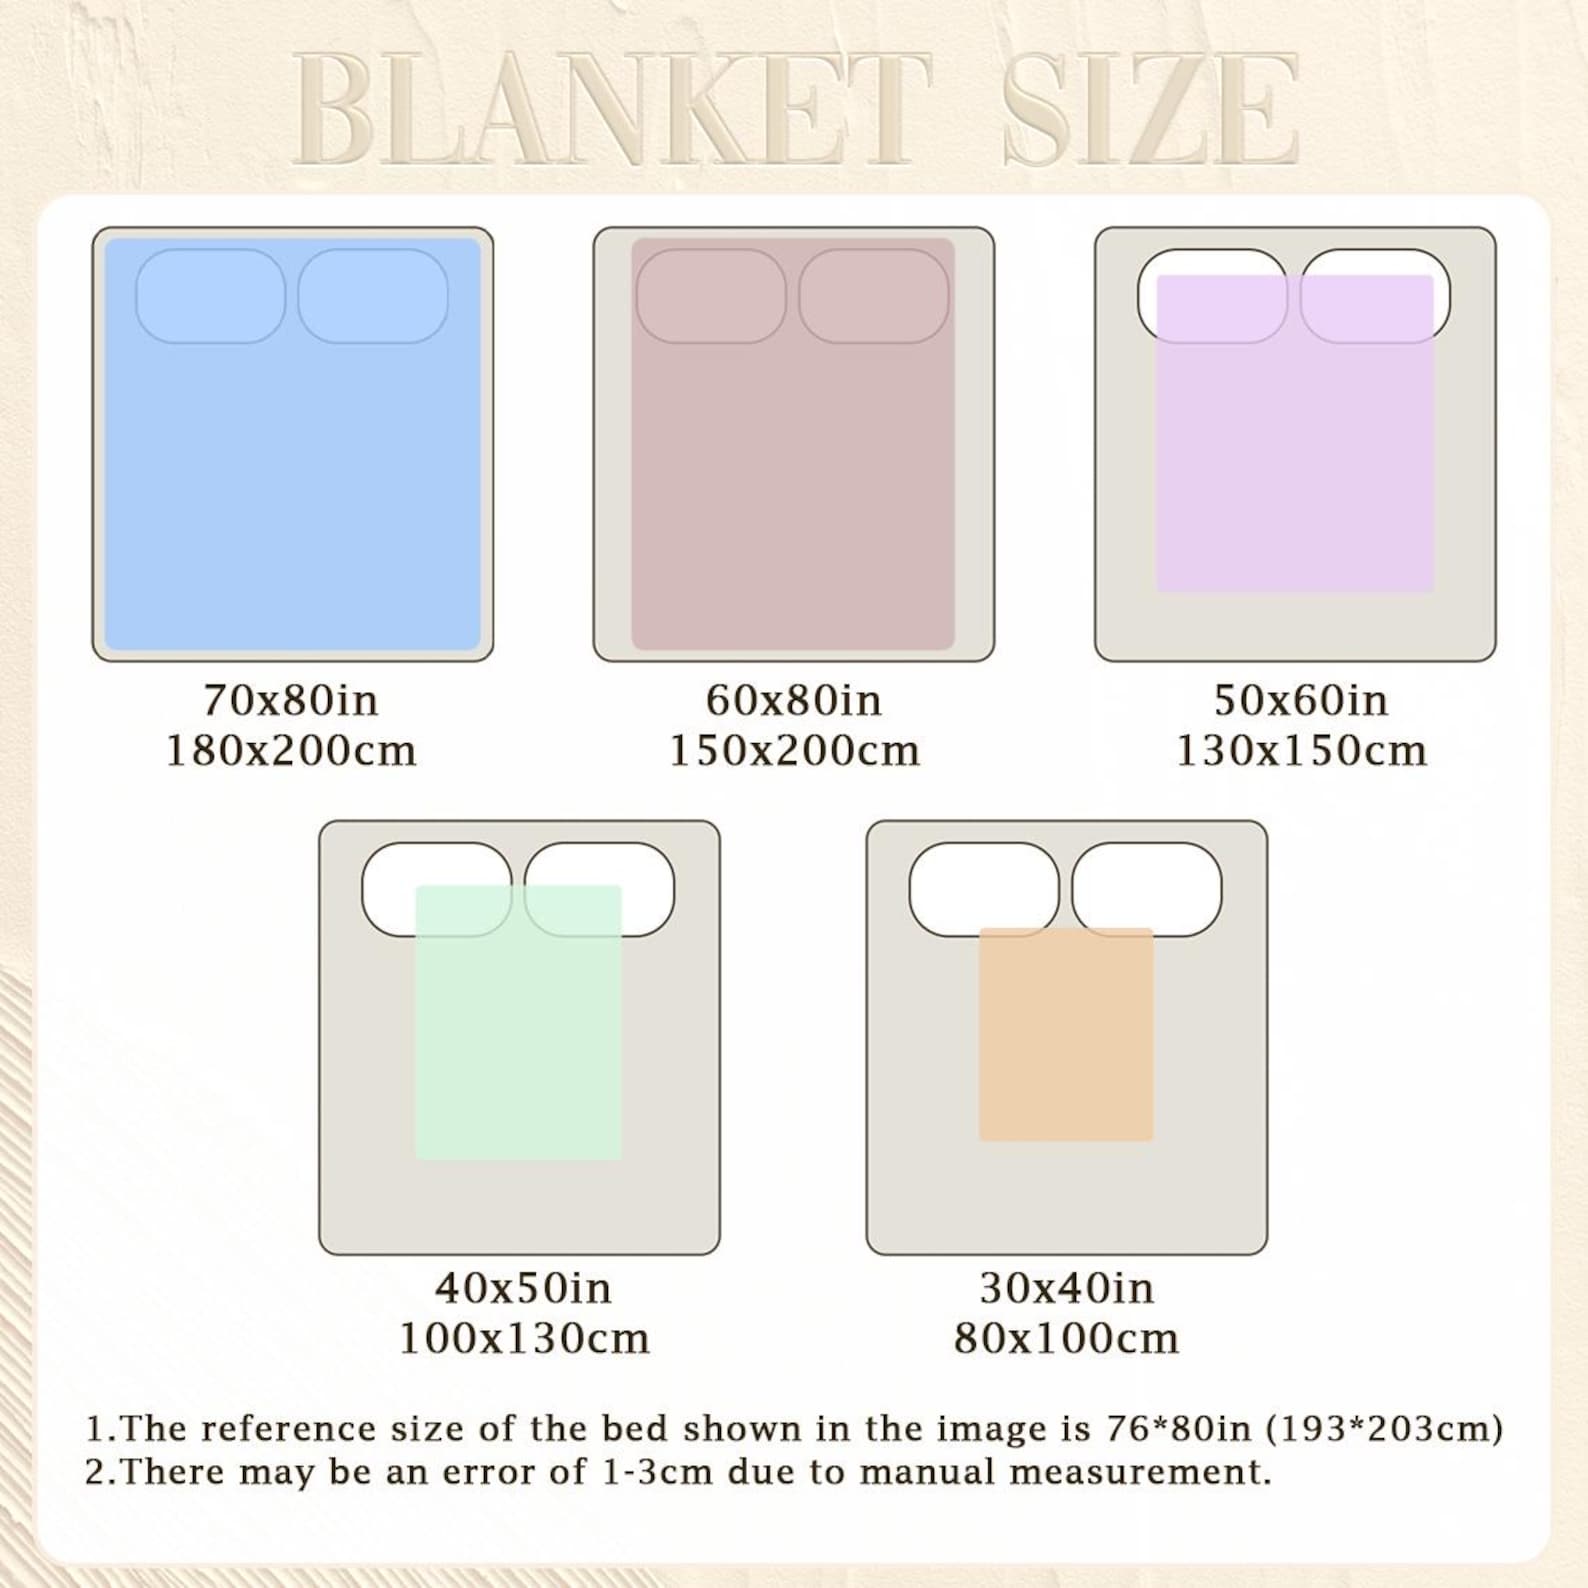 BLANKET SIZE
70x80in
180x200cm
60x80in
150x200cm
50x60in
130x150cm
40x50in
100x130cm
30x40in
80x100cm
1.The reference size of the bed shown in the image is 76*80in (193*203cm)
2.There may be an error of 1-3cm due to manual measurement.